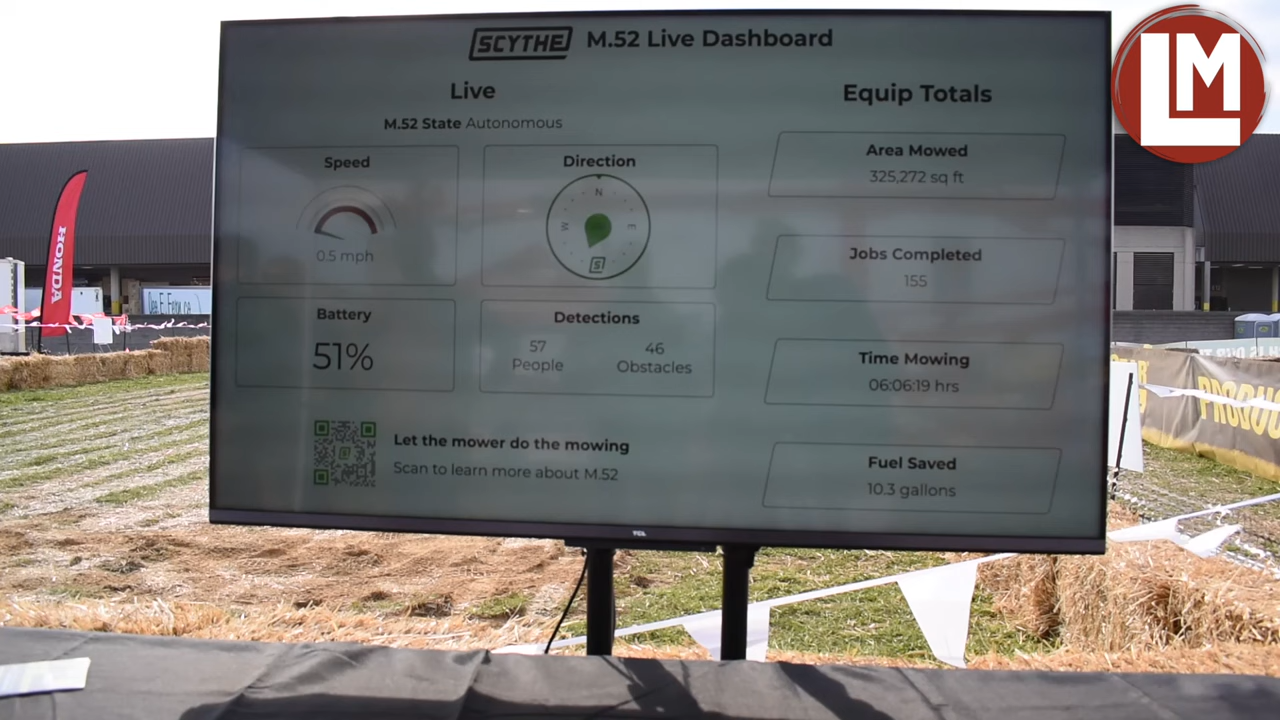 SCYTHE M.52 Live Dashboard
Live
M.52 State Autonomous
Speed
0.5 mph
Direction
N
W
E
S
Battery
51%
Detections
57
People
46
Obstacles
Let the mower do the mowing
Scan to learn more about M.52
Equip Totals
Area Mowed
325,272 sq ft
Jobs Completed
155
Time Mowing
06:06:19 hrs
Fuel Saved
10.3 gallons
TCL
HONDA
LM